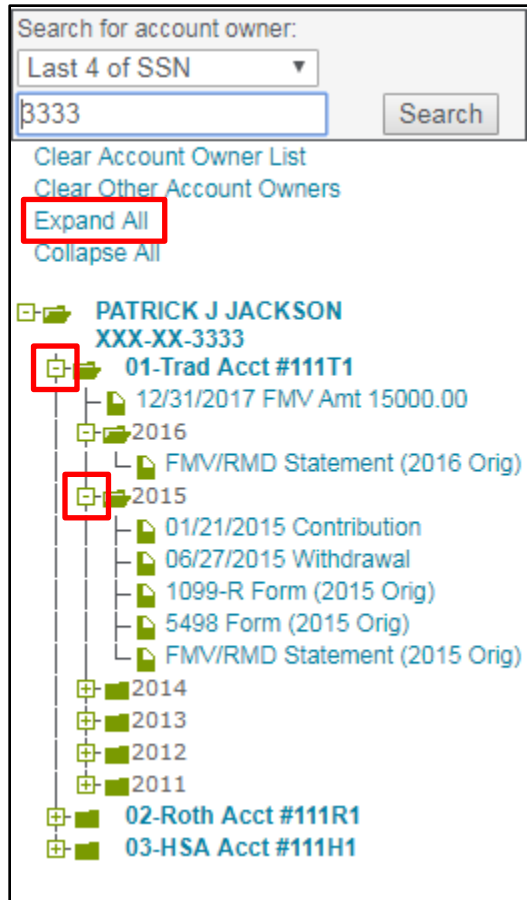 Search for account owner:
Last 4 of SSN
3333
Search
Clear Account Owner List
Clear Other Account Owners
Expand All
Collapse All
PATRICK J JACKSON
XXX-XX-3333
01-Trad Acct #111T1
12/31/2017 FMV Amt 15000.00
2016
FMV/RMD Statement (2016 Orig)
2015
01/21/2015 Contribution
06/27/2015 Withdrawal
1099-R Form (2015 Orig)
5498 Form (2015 Orig)
FMV/RMD Statement (2015 Orig)
2014
2013
2012
2011
02-Roth Acct #111R1
03-HSA Acct #111H1